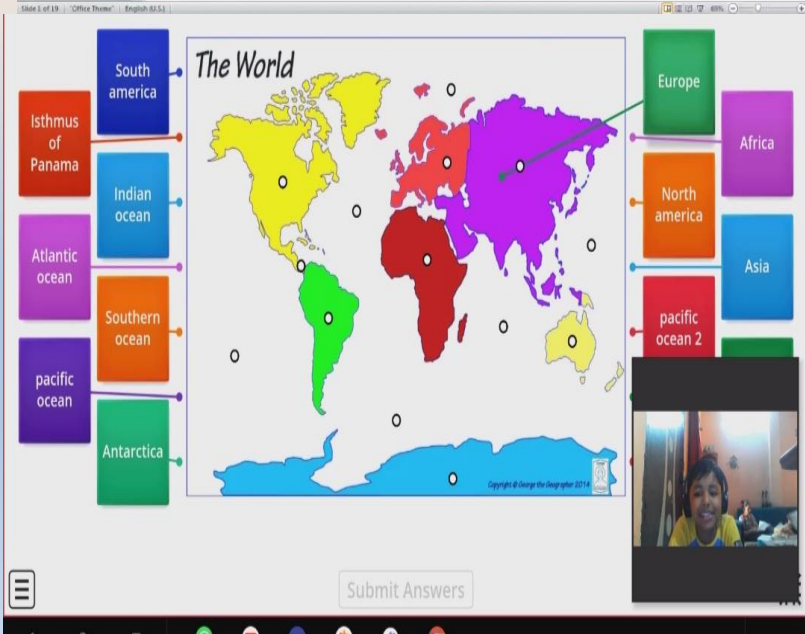 Slide 1 of 19 "Office Theme" English (U.S.)
69%
The World
South
america
Isthmus
of
Panama
Indian
ocean
Atlantic
ocean
Southern
ocean
pacific
ocean
Antarctica
Europe
Africa
North
america
Asia
pacific
ocean 2
Copyright © George the Geographer 2014
Submit Answers